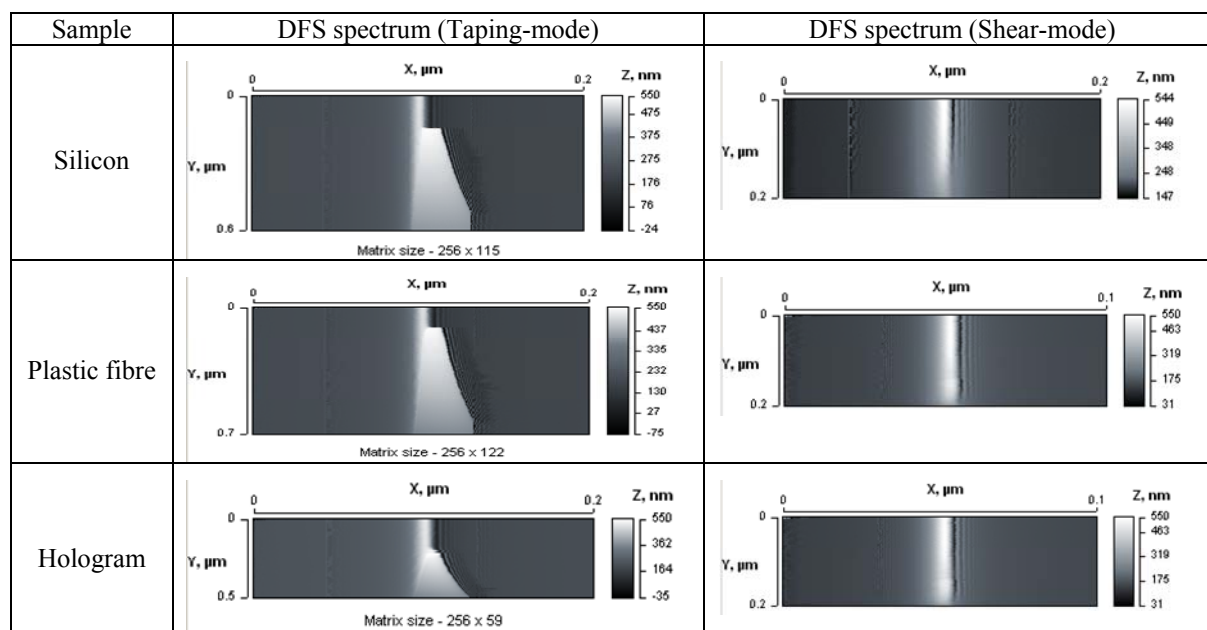 Sample DFS spectrum (Taping-mode) DFS spectrum (Shear-mode)
Silicon
X, µm
0 0.2
Z, nm
0
Y, µm
0.6
550
475
375
275
176
76
-24
Matrix size - 256 x 115
X, µm
0 0.2
Z, nm
0
Y, µm
0.2
544
449
348
248
147
Plastic fibre
X, µm
0 0.2
Z, nm
0
Y, µm
0.7
550
437
335
232
130
27
-75
Matrix size - 256 x 122
X, µm
0 0.1
Z, nm
0
Y, µm
0.2
550
463
319
175
31
Hologram
X, µm
0 0.2
Z, nm
0
Y, µm
0.5
550
362
164
-35
Matrix size - 256 x 59
X, µm
0 0.1
Z, nm
0
Y, µm
0.2
550
463
319
175
31